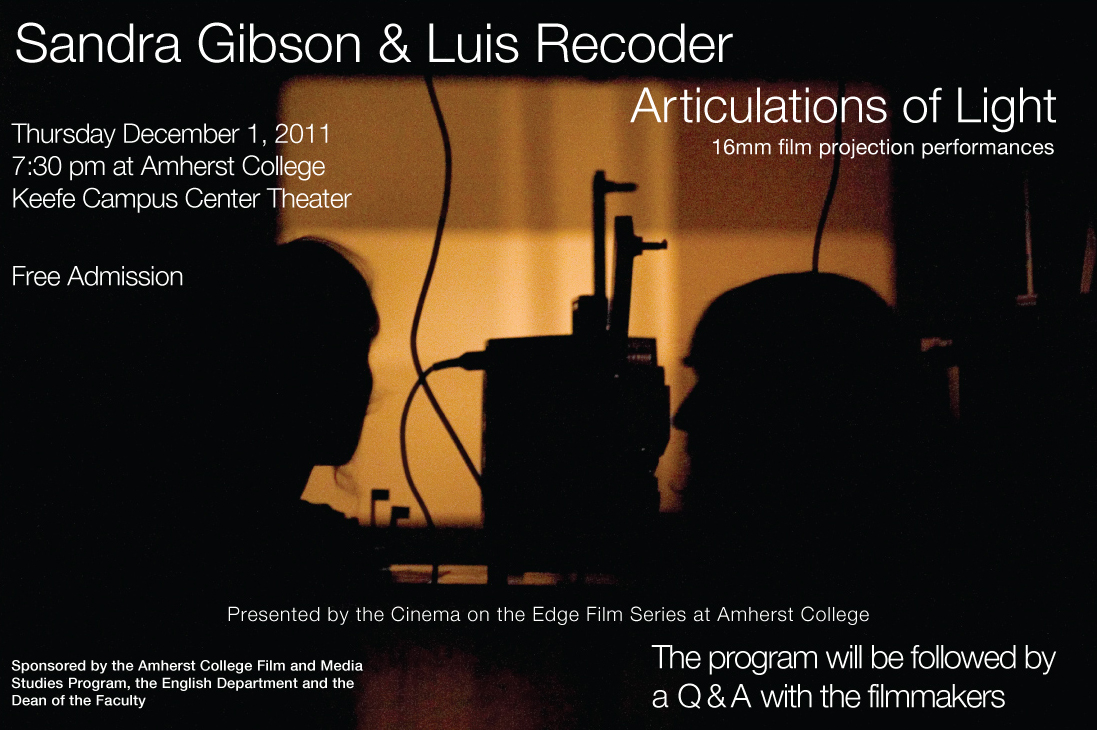 Sandra Gibson & Luis Recoder
Articulations of Light
16mm film projection performances
Thursday December 1, 2011
7:30 pm at Amherst College
Keefe Campus Center Theater
Free Admission
Presented by the Cinema on the Edge Film Series at Amherst College
Sponsored by the Amherst College Film and Media
Studies Program, the English Department and the
Dean of the Faculty
The program will be followed by
a Q & A with the filmmakers